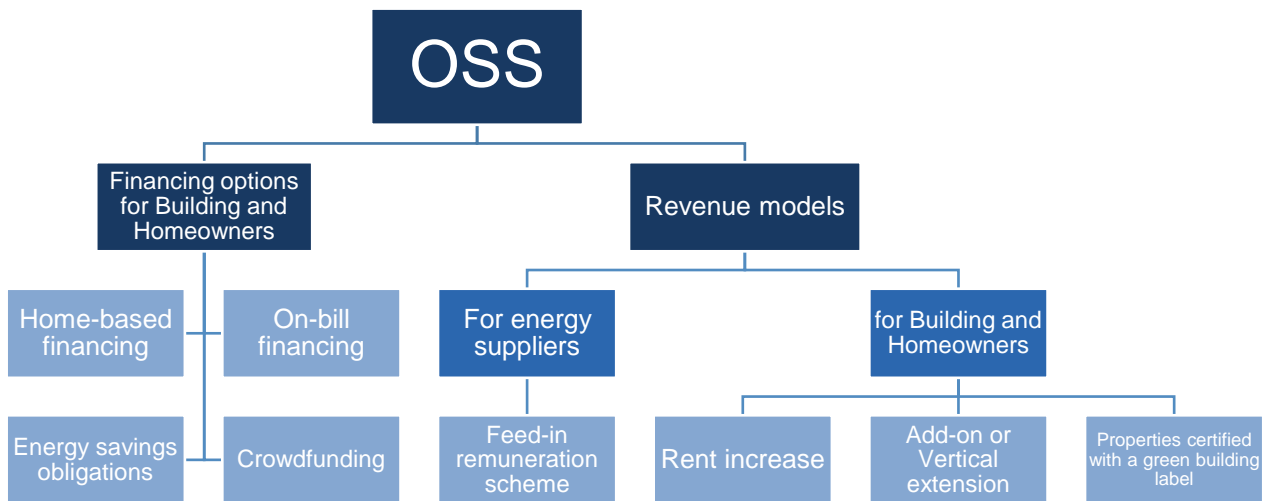 OSS
Financing options
for Building and
Homeowners
Revenue models
Home-based
financing
On-bill
financing
For energy
suppliers
for Building and
Homeowners
Energy savings
obligations
Crowdfunding
Feed-in
remuneration
scheme
Rent increase
Add-on or
Vertical
extension
Properties certified
with a green building
label